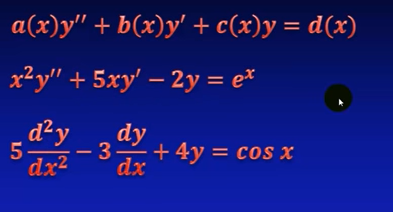 a(x)y″ + b(x)y′ + c(x)y = d(x)
x²y″ + 5xy′ − 2y = eˣ
5 d²y/dx² − 3 dy/dx + 4y = cos x